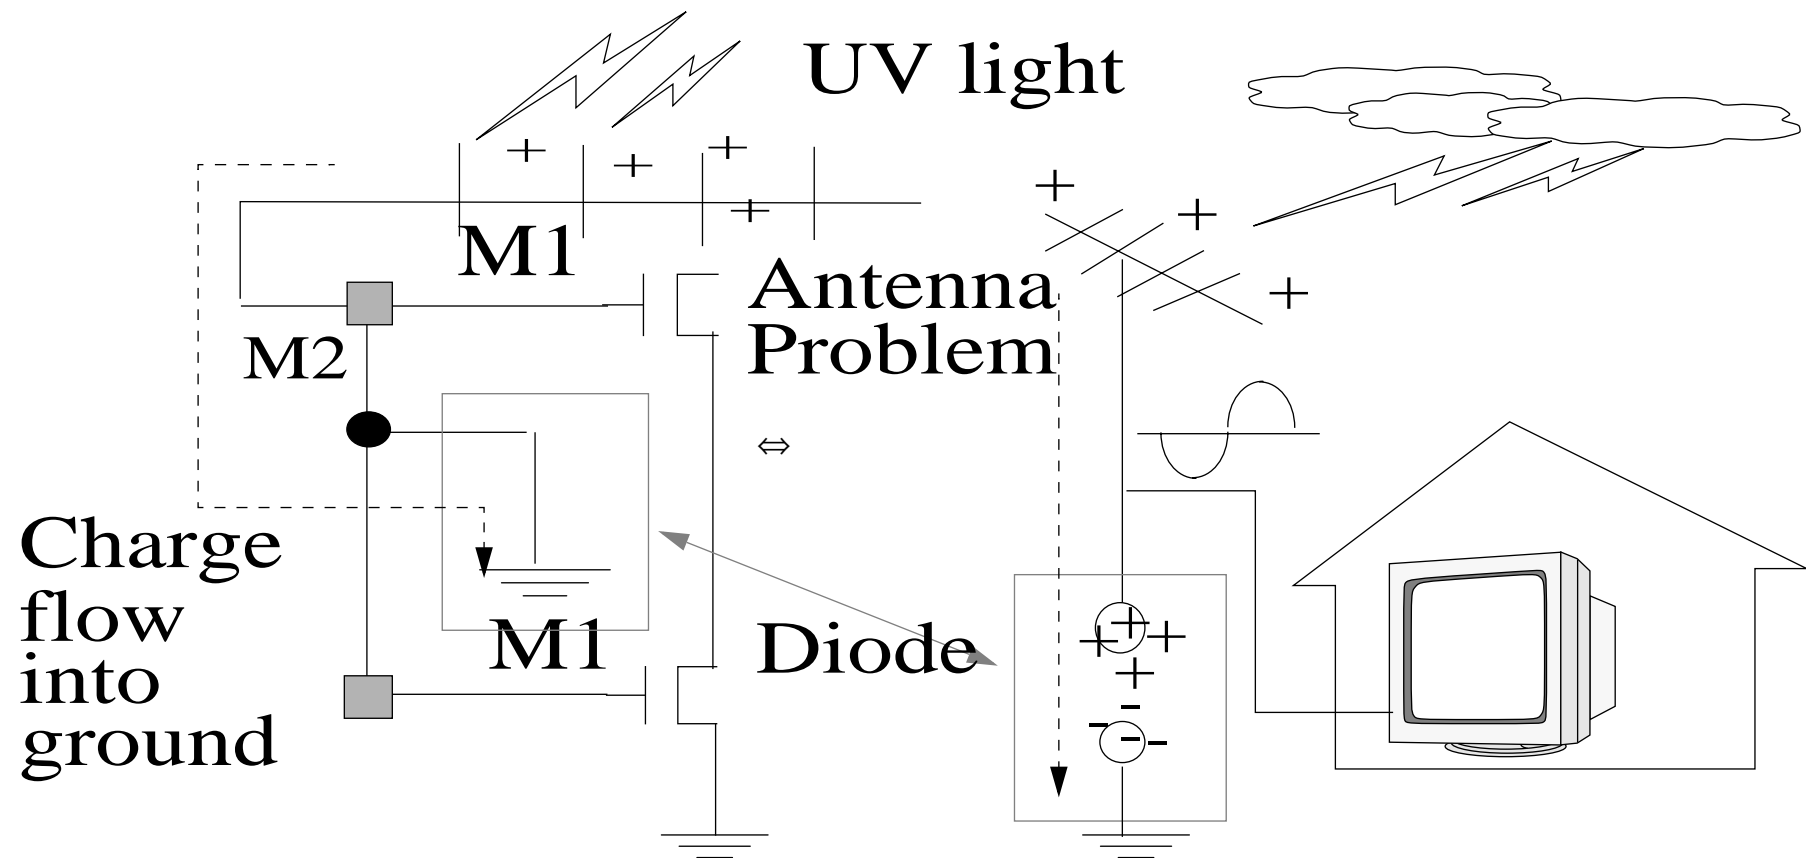 UV light
M1
Antenna
Problem
M2
⇔
Charge
flow
into
ground
M1
Diode